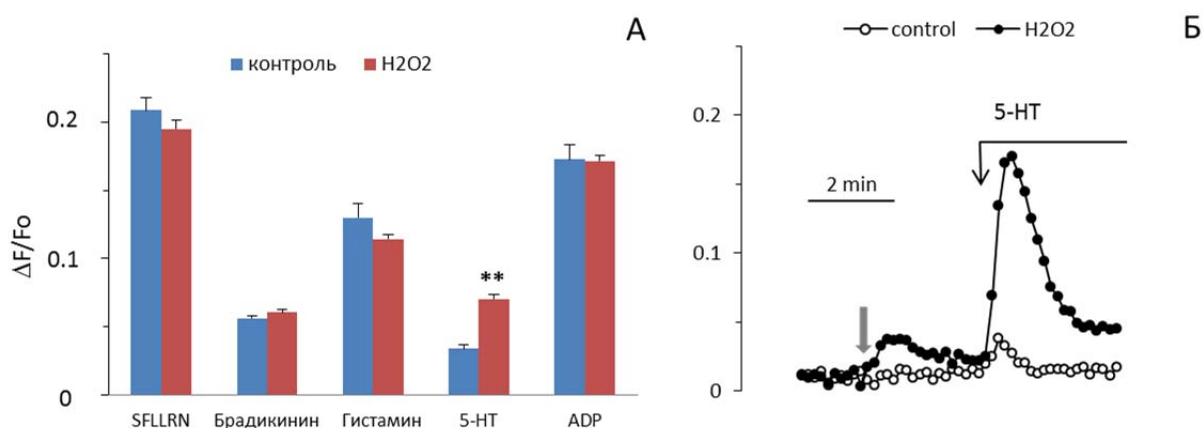 А
контроль H2O2
0.2
0.1
0
ΔF/Fo
**
SFLLRN Брадикинин Гистамин 5-HT ADP
Б
control H2O2
0.2
0.1
0
5-HT
2 min